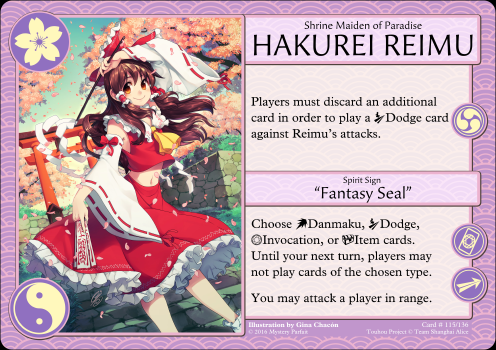 Shrine Maiden of Paradise
HAKUREI REIMU
Players must discard an additional
card in order to play a Dodge card
against Reimu's attacks.
Spirit Sign
"Fantasy Seal"
Choose Danmaku, Dodge,
Invocation, or Item cards.
Until your next turn, players may
not play cards of the chosen type.
You may attack a player in range.
Illustration by Gina Chacón
© 2016 Mystery Parfait
Card # 115/136
Touhou Project © Team Shanghai Alice